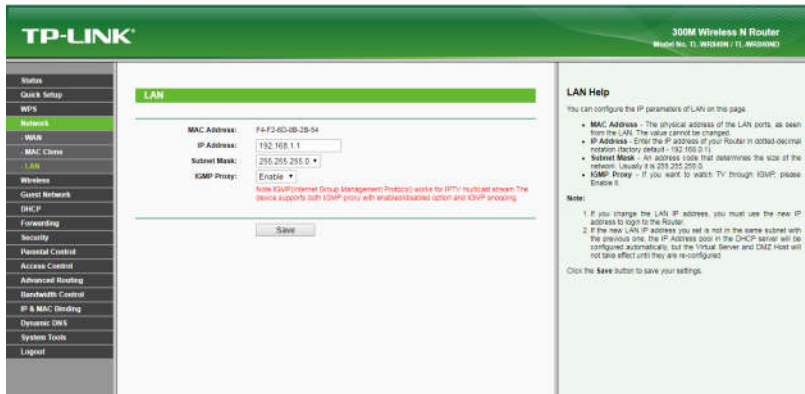 TP-LINK
300M Wireless N Router
Model No. TL-WR840N / TL-WR840ND
Status
Quick Setup
WPS
Network
- WAN
- MAC Clone
- LAN
Wireless
Guest Network
DHCP
Forwarding
Security
Parental Control
Access Control
Advanced Routing
Bandwidth Control
IP & MAC Binding
Dynamic DNS
System Tools
Logout
LAN
MAC Address: F4-F2-6D-0B-2B-54
IP Address: 192.168.1.1
Subnet Mask: 255.255.255.0
IGMP Proxy: Enable
Note:IGMP(Internet Group Management Protocol) works for IPTV multicast stream.The
device supports both IGMP proxy with enabled/disabled option and IGMP snooping.
Save
LAN Help
You can configure the IP parameters of LAN on this page.
• MAC Address - The physical address of the LAN ports, as seen
from the LAN. The value cannot be changed.
• IP Address - Enter the IP address of your Router in dotted-decimal
notation (factory default - 192.168.0.1).
• Subnet Mask - An address code that determines the size of the
network. Usually it is 255.255.255.0.
• IGMP Proxy - If you want to watch TV through IGMP, please
Enable it.
Note:
1. If you change the LAN IP address, you must use the new IP
address to login to the Router.
2. If the new LAN IP address you set is not in the same subnet with
the previous one, the IP Address pool in the DHCP server will be
configured automatically, but the Virtual Server and DMZ Host will
not take effect until they are re-configured.
Click the Save button to save your settings.